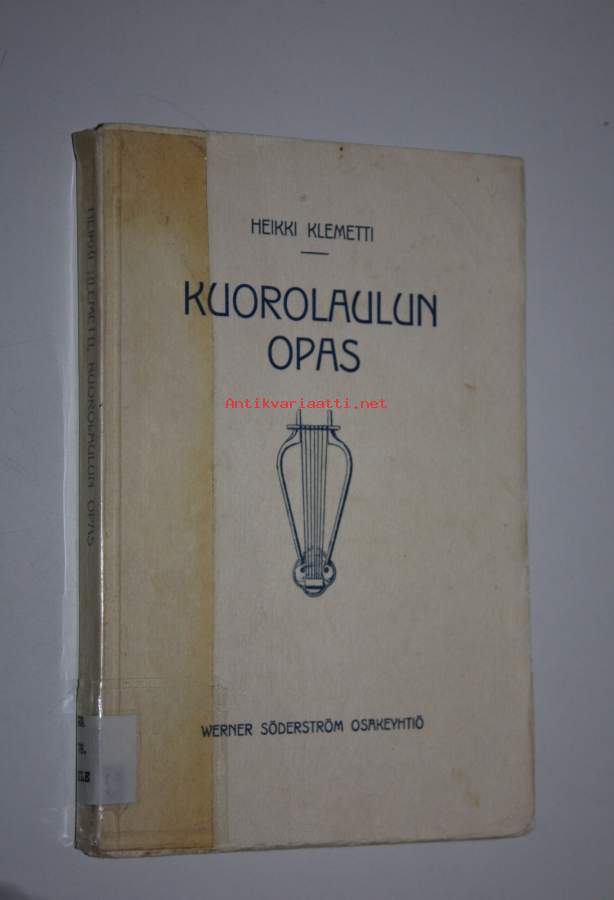 HEIKKI KLEMETTI
KUOROLAULUN
OPAS
Antikvariaatti.net
WERNER SÖDERSTRÖM OSAKEYHTIÖ
HEIKKI KLEMETTI, KUOROLAULUN OPAS